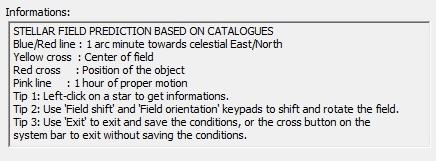 Informations:
STELLAR FIELD PREDICTION BASED ON CATALOGUES
Blue/Red line : 1 arc minute towards celestial East/North
Yellow cross : Center of field
Red cross : Position of the object
Pink line : 1 hour of proper motion
Tip 1: Left-click on a star to get informations.
Tip 2: Use 'Field shift' and 'Field orientation' keypads to shift and rotate the field.
Tip 3: Use 'Exit' to exit and save the conditions, or the cross button on the
system bar to exit without saving the conditions.